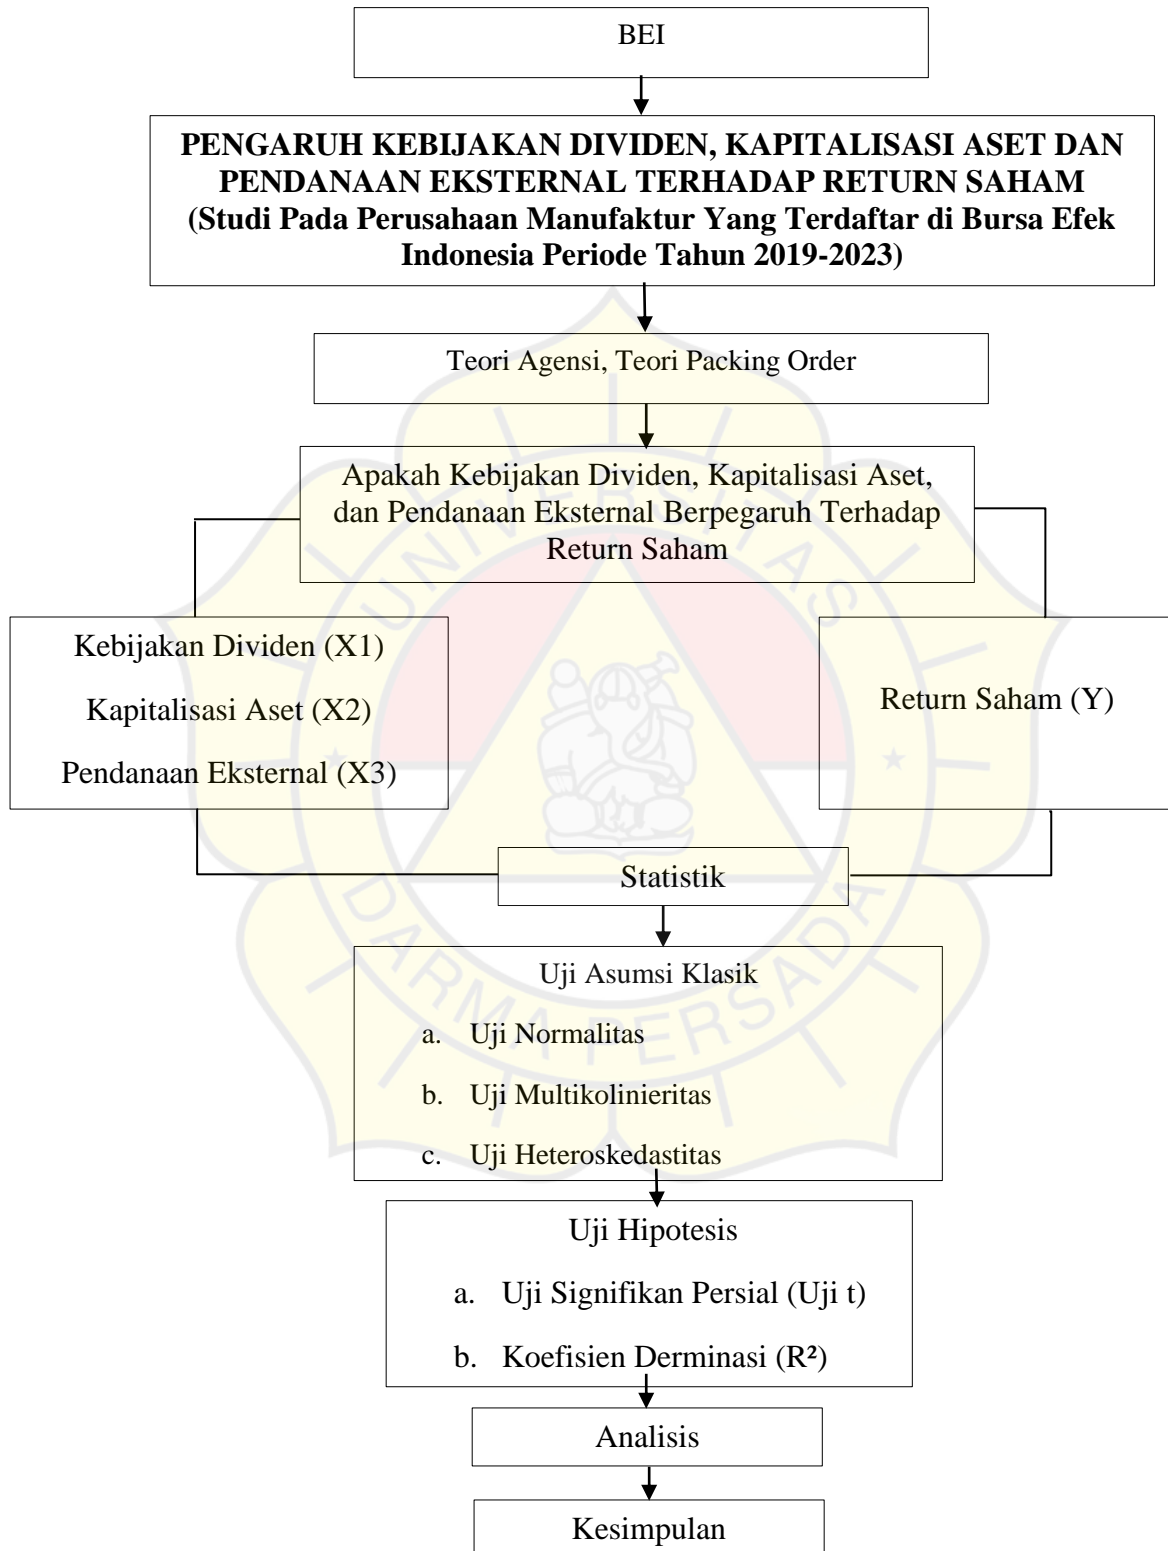 BEI
PENGARUH KEBIJAKAN DIVIDEN, KAPITALISASI ASET DAN
PENDANAAN EKSTERNAL TERHADAP RETURN SAHAM
(Studi Pada Perusahaan Manufaktur Yang Terdaftar di Bursa Efek
Indonesia Periode Tahun 2019-2023)
Teori Agensi, Teori Packing Order
Apakah Kebijakan Dividen, Kapitalisasi Aset,
dan Pendanaan Eksternal Berpegaruh Terhadap
Return Saham
Kebijakan Dividen (X1)
Kapitalisasi Aset (X2)
Pendanaan Eksternal (X3)
Return Saham (Y)
Statistik
Uji Asumsi Klasik
a. Uji Normalitas
b. Uji Multikolinieritas
c. Uji Heteroskedastitas
Uji Hipotesis
a. Uji Signifikan Persial (Uji t)
b. Koefisien Derminasi (R²)
Analisis
Kesimpulan
UNIVERSITAS
DARMA PERSADA